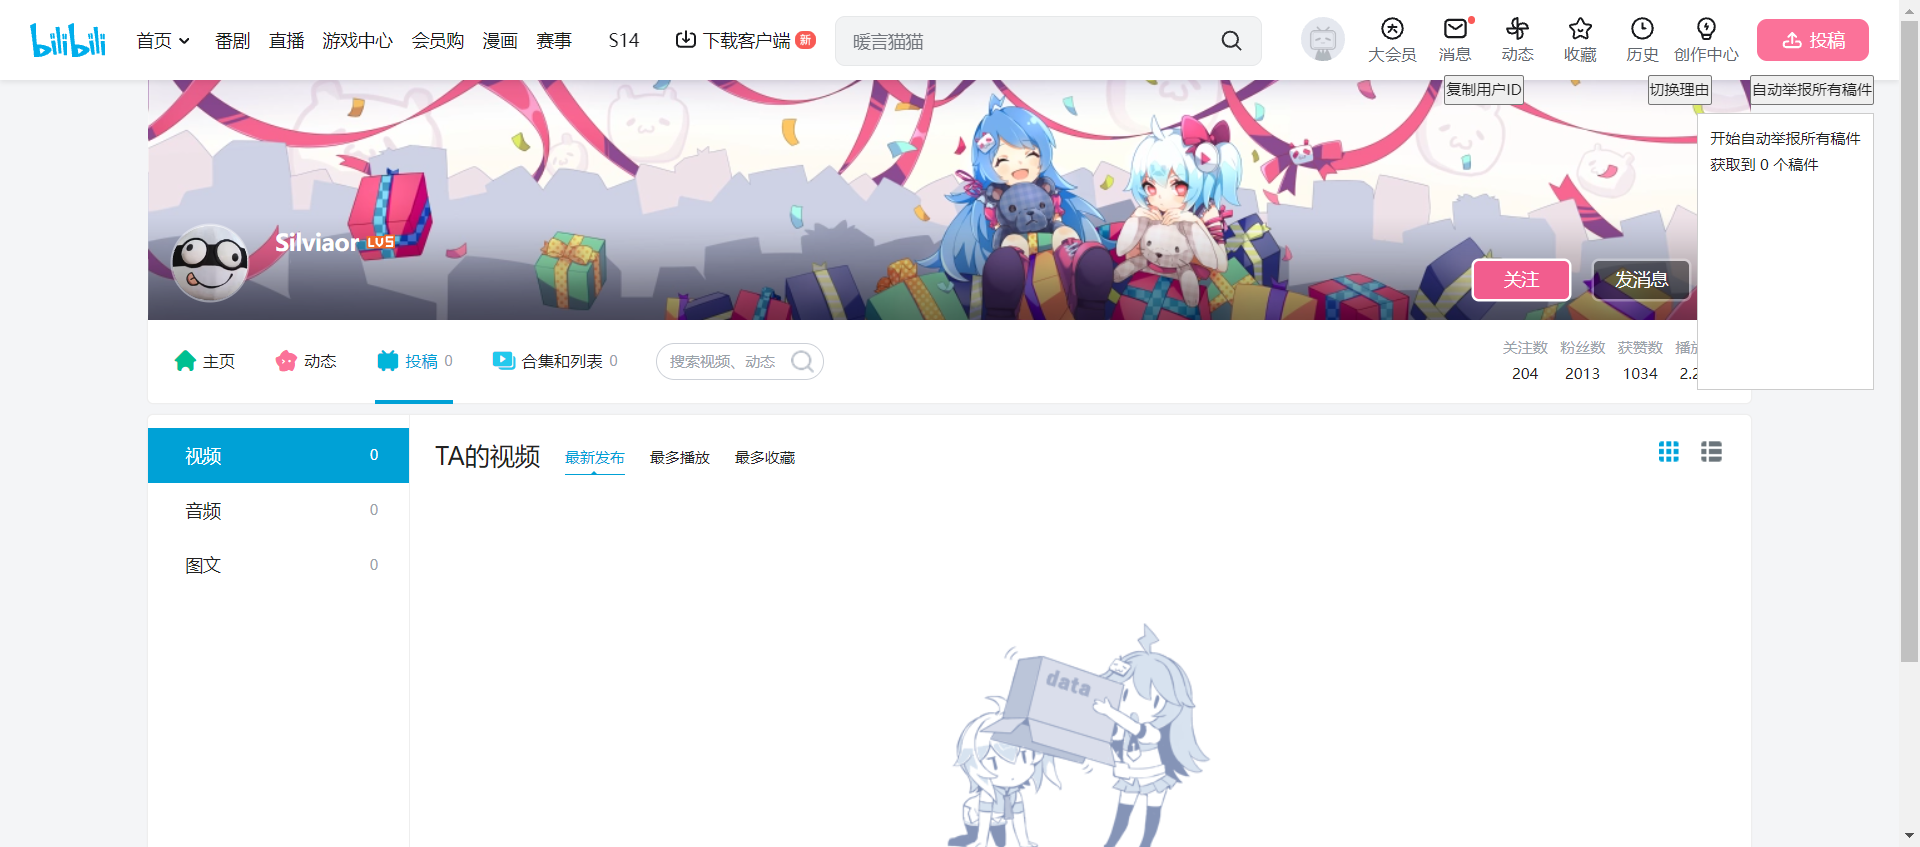 bilibili 首页 番剧 直播 游戏中心 会员购 漫画 赛事 S14 下载客户端 新 暖言猫猫 大会员 消息 动态 收藏 历史 创作中心 投稿
复制用户ID 切换理由 自动举报所有稿件
开始自动举报所有稿件
获取到 0 个稿件
Silviaor LV5
关注 发消息
主页 动态 投稿 0 合集和列表 0 搜索视频、动态
关注数 粉丝数 获赞数
204 2013 1034 2.2
视频 0
音频 0
图文 0
TA的视频 最新发布 最多播放 最多收藏
data